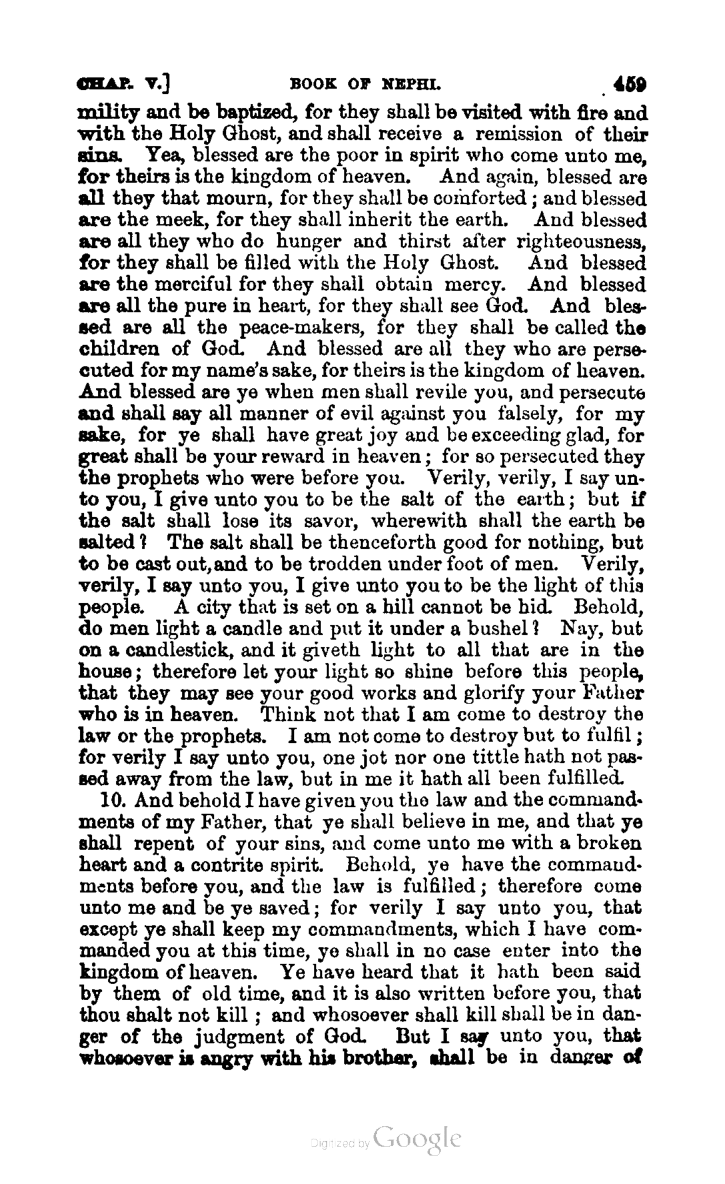 CHAP. V.] BOOK OF NEPHI. 459
mility and be baptized, for they shall be visited with fire and
with the Holy Ghost, and shall receive a remission of their
sins. Yea, blessed are the poor in spirit who come unto me,
for theirs is the kingdom of heaven. And again, blessed are
all they that mourn, for they shall be comforted; and blessed
are the meek, for they shall inherit the earth. And blessed
are all they who do hunger and thirst after righteousness,
for they shall be filled with the Holy Ghost. And blessed
are the merciful for they shall obtain mercy. And blessed
are all the pure in heart, for they shall see God. And bles-
sed are all the peace-makers, for they shall be called the
children of God. And blessed are all they who are perse-
cuted for my name's sake, for theirs is the kingdom of heaven.
And blessed are ye when men shall revile you, and persecute
and shall say all manner of evil against you falsely, for my
sake, for ye shall have great joy and be exceeding glad, for
great shall be your reward in heaven; for so persecuted they
the prophets who were before you. Verily, verily, I say un-
to you, I give unto you to be the salt of the earth; but if
the salt shall lose its savor, wherewith shall the earth be
salted? The salt shall be thenceforth good for nothing, but
to be cast out, and to be trodden under foot of men. Verily,
verily, I say unto you, I give unto you to be the light of this
people. A city that is set on a hill cannot be hid. Behold,
do men light a candle and put it under a bushel? Nay, but
on a candlestick, and it giveth light to all that are in the
house; therefore let your light so shine before this people,
that they may see your good works and glorify your Father
who is in heaven. Think not that I am come to destroy the
law or the prophets. I am not come to destroy but to fulfil;
for verily I say unto you, one jot nor one tittle hath not pas-
sed away from the law, but in me it hath all been fulfilled.
10. And behold I have given you the law and the command-
ments of my Father, that ye shall believe in me, and that ye
shall repent of your sins, and come unto me with a broken
heart and a contrite spirit. Behold, ye have the command-
ments before you, and the law is fulfilled; therefore come
unto me and be ye saved; for verily I say unto you, that
except ye shall keep my commandments, which I have com-
manded you at this time, ye shall in no case enter into the
kingdom of heaven. Ye have heard that it hath been said
by them of old time, and it is also written before you, that
thou shalt not kill; and whosoever shall kill shall be in dan-
ger of the judgment of God. But I say unto you, that
whosoever is angry with his brother, shall be in danger of
Digitized by Google